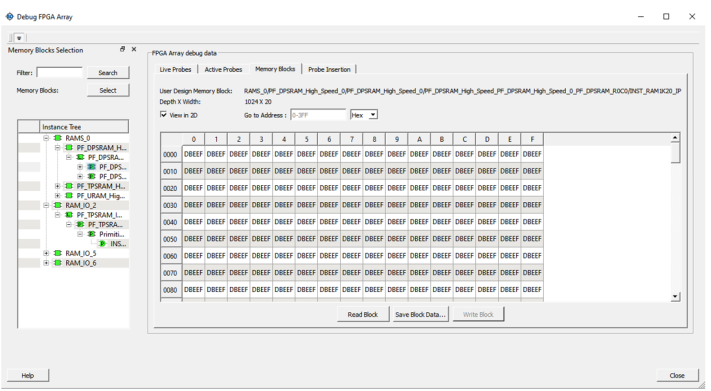 Debug FPGA Array
Memory Blocks Selection
Filter:
Search
Memory Blocks:
Select
Instance Tree
RAMS_0
PF_DPSRAM_H...
PF_DPSRA...
PF_DPS...
PF_DPS...
PF_TPSRAM_H...
PF_URAM_Hig...
RAM_IO_2
PF_TPSRAM_I...
PF_TPSRA...
Primiti...
INS...
RAM_IO_5
RAM_IO_6
FPGA Array debug data
Live Probes Active Probes Memory Blocks Probe Insertion
User Design Memory Block: RAMS_0/PF_DPSRAM_High_Speed_0/PF_DPSRAM_High_Speed_0/PF_DPSRAM_High_Speed_PF_DPSRAM_High_Speed_0_PF_DPSRAM_R0C0/INST_RAM1K20_IP
Depth X Width: 1024 X 20
View in 2D Go to Address : 0-3FF Hex
0 1 2 3 4 5 6 7 8 9 A B C D E F
0000 DBEEF DBEEF DBEEF DBEEF DBEEF DBEEF DBEEF DBEEF DBEEF DBEEF DBEEF DBEEF DBEEF DBEEF DBEEF DBEEF
0010 DBEEF DBEEF DBEEF DBEEF DBEEF DBEEF DBEEF DBEEF DBEEF DBEEF DBEEF DBEEF DBEEF DBEEF DBEEF DBEEF
0020 DBEEF DBEEF DBEEF DBEEF DBEEF DBEEF DBEEF DBEEF DBEEF DBEEF DBEEF DBEEF DBEEF DBEEF DBEEF DBEEF
0030 DBEEF DBEEF DBEEF DBEEF DBEEF DBEEF DBEEF DBEEF DBEEF DBEEF DBEEF DBEEF DBEEF DBEEF DBEEF DBEEF
0040 DBEEF DBEEF DBEEF DBEEF DBEEF DBEEF DBEEF DBEEF DBEEF DBEEF DBEEF DBEEF DBEEF DBEEF DBEEF DBEEF
0050 DBEEF DBEEF DBEEF DBEEF DBEEF DBEEF DBEEF DBEEF DBEEF DBEEF DBEEF DBEEF DBEEF DBEEF DBEEF DBEEF
0060 DBEEF DBEEF DBEEF DBEEF DBEEF DBEEF DBEEF DBEEF DBEEF DBEEF DBEEF DBEEF DBEEF DBEEF DBEEF DBEEF
0070 DBEEF DBEEF DBEEF DBEEF DBEEF DBEEF DBEEF DBEEF DBEEF DBEEF DBEEF DBEEF DBEEF DBEEF DBEEF DBEEF
0080 DBEEF DBEEF DBEEF DBEEF DBEEF DBEEF DBEEF DBEEF DBEEF DBEEF DBEEF DBEEF DBEEF DBEEF DBEEF DBEEF
Read Block Save Block Data... Write Block
Help Close